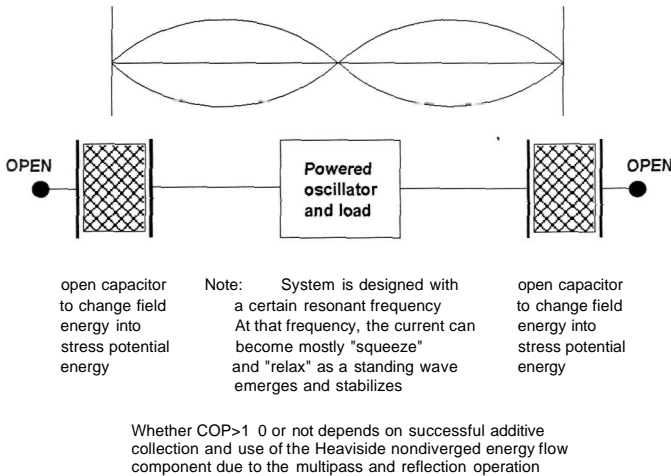 OPEN
Powered
oscillator
and load
OPEN
open capacitor
to change field
energy into
stress potential
energy
Note: System is designed with
a certain resonant frequency
At that frequency, the current can
become mostly "squeeze"
and "relax" as a standing wave
emerges and stabilizes
open capacitor
to change field
energy into
stress potential
energy
Whether COP>1 0 or not depends on successful additive
collection and use of the Heaviside nondiverged energy flow
component due to the multipass and reflection operation